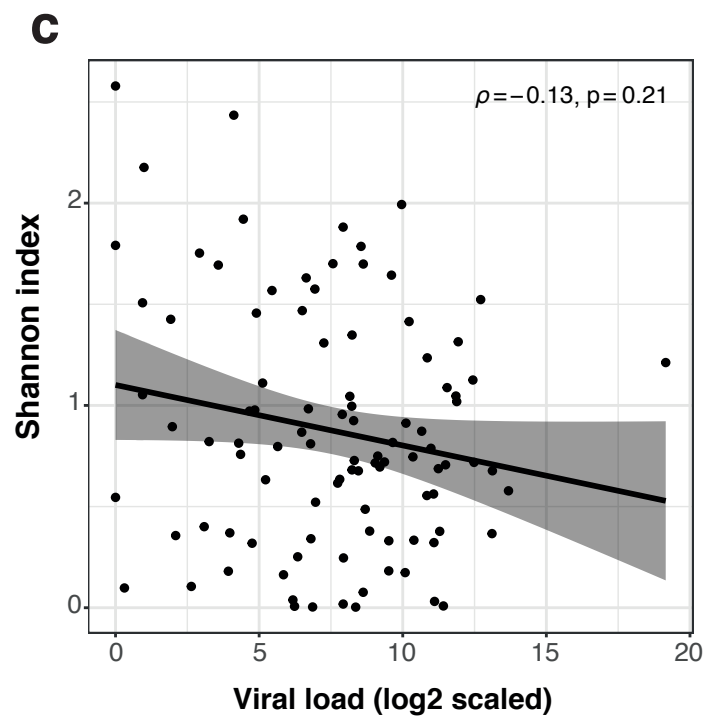 C
ρ=−0.13, p=0.21
Shannon index
2
1
0
0 5 10 15 20
Viral load (log2 scaled)